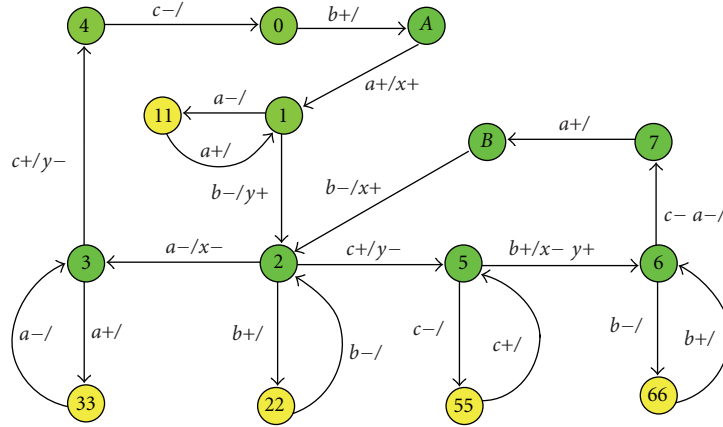 4 c−/ 0 b+/ A
a+/x+
11 a−/ 1
a+/
B a+/ 7
c+/y−
b−/y+
b−/x+
c− a−/
3 a−/x− 2 c+/y− 5 b+/x− y+ 6
a−/ a+/
b+/ b−/
c−/ c+/
b−/ b+/
33 22 55 66